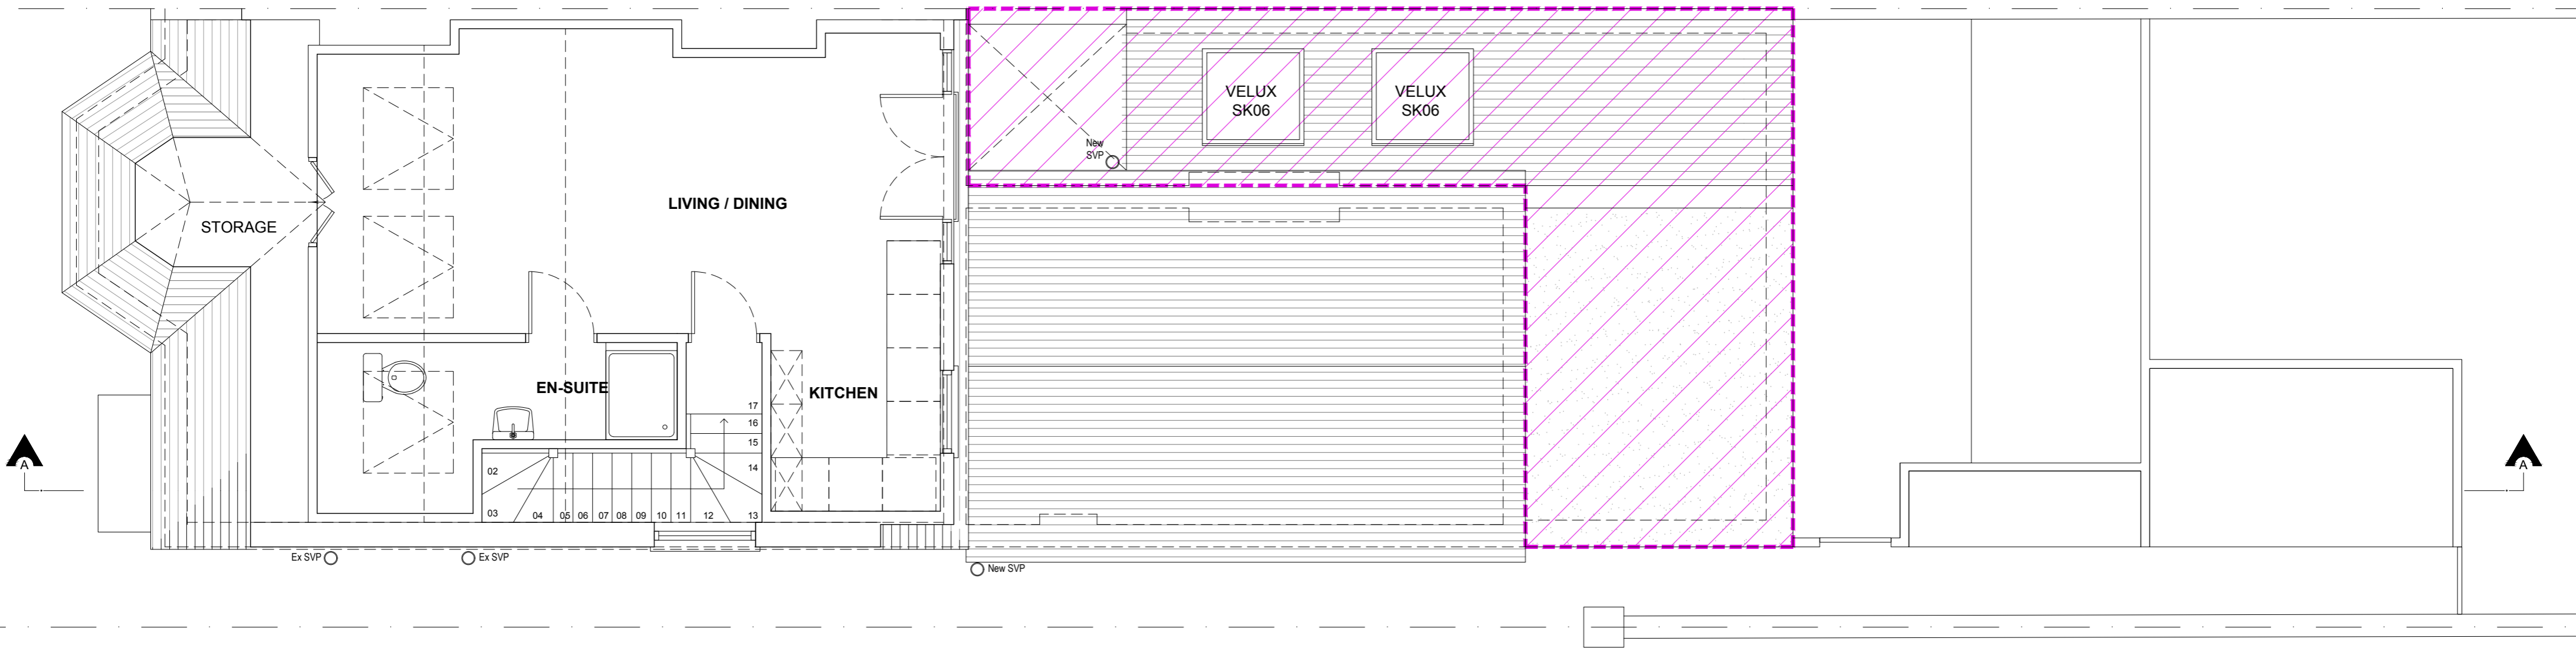 VELUX
SK06
VELUX
SK06
New
SVP
LIVING / DINING
STORAGE
EN-SUITE
KITCHEN
17
16
15
14
02
03
04
05
06
07
08
09
10
11
12
13
A
A
Ex SVP
Ex SVP
New SVP